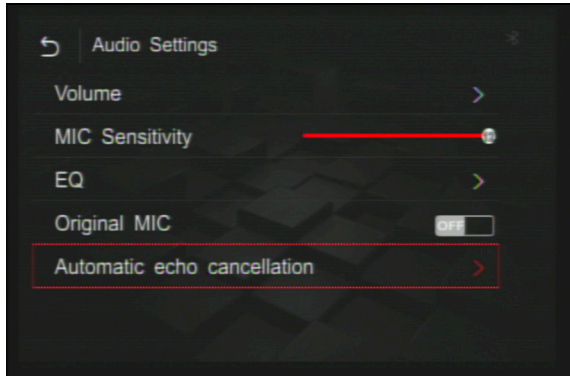 Audio Settings
Volume
MIC Sensitivity
EQ
Original MIC OFF
Automatic echo cancellation